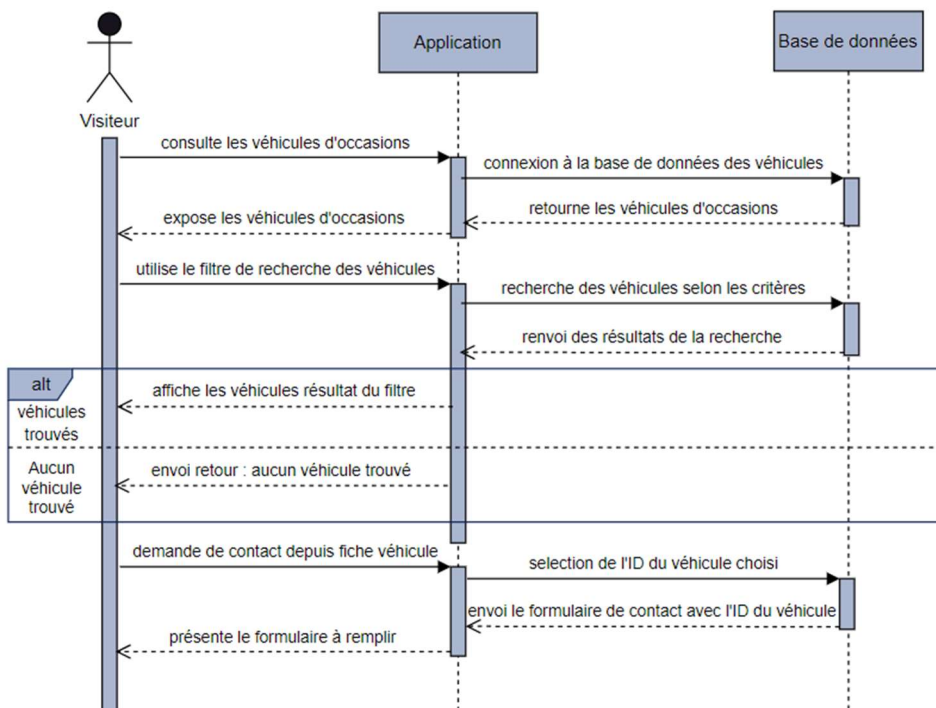 Application
Base de données
Visiteur
consulte les véhicules d'occasions
connexion à la base de données des véhicules
retourne les véhicules d'occasions
expose les véhicules d'occasions
utilise le filtre de recherche des véhicules
recherche des véhicules selon les critères
renvoi des résultats de la recherche
alt
véhicules
trouvés
affiche les véhicules résultat du filtre
Aucun
véhicule
trouvé
envoi retour : aucun véhicule trouvé
demande de contact depuis fiche véhicule
selection de l'ID du véhicule choisi
envoi le formulaire de contact avec l'ID du véhicule
présente le formulaire à remplir